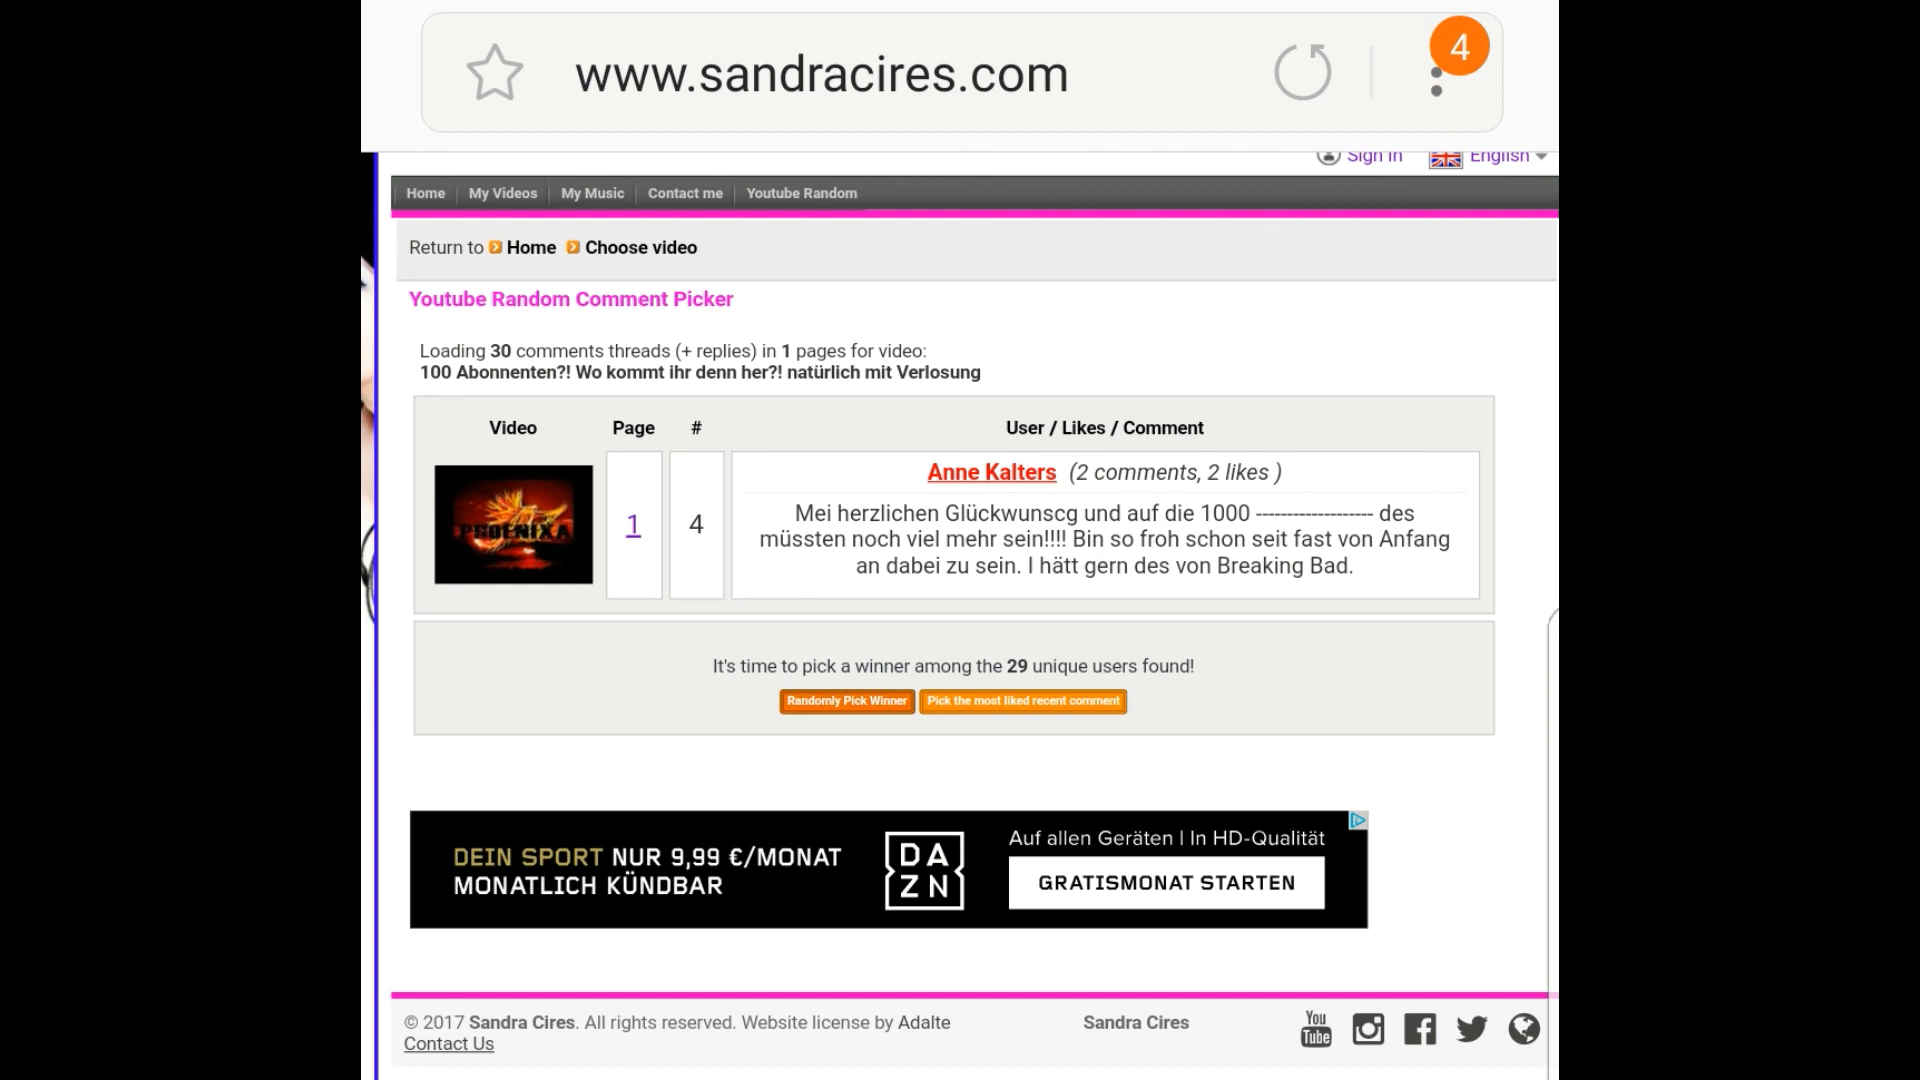 www.sandracires.com
4
Sign In English
Home My Videos My Music Contact me Youtube Random
Return to Home Choose video
Youtube Random Comment Picker
Loading 30 comments threads (+ replies) in 1 pages for video:
100 Abonnenten?! Wo kommt ihr denn her?! natürlich mit Verlosung
Video Page # User / Likes / Comment
PHOENIXA
1
4
Anne Kalters (2 comments, 2 likes )
Mei herzlichen Glückwunscg und auf die 1000 ------------------- des
müssten noch viel mehr sein!!!! Bin so froh schon seit fast von Anfang
an dabei zu sein. I hätt gern des von Breaking Bad.
It's time to pick a winner among the 29 unique users found!
Randomly Pick Winner Pick the most liked recent comment
DEIN SPORT NUR 9,99 €/MONAT
MONATLICH KÜNDBAR
DA
ZN
Auf allen Geräten | In HD-Qualität
GRATISMONAT STARTEN
© 2017 Sandra Cires. All rights reserved. Website license by Adalte
Contact Us
Sandra Cires
You
Tube